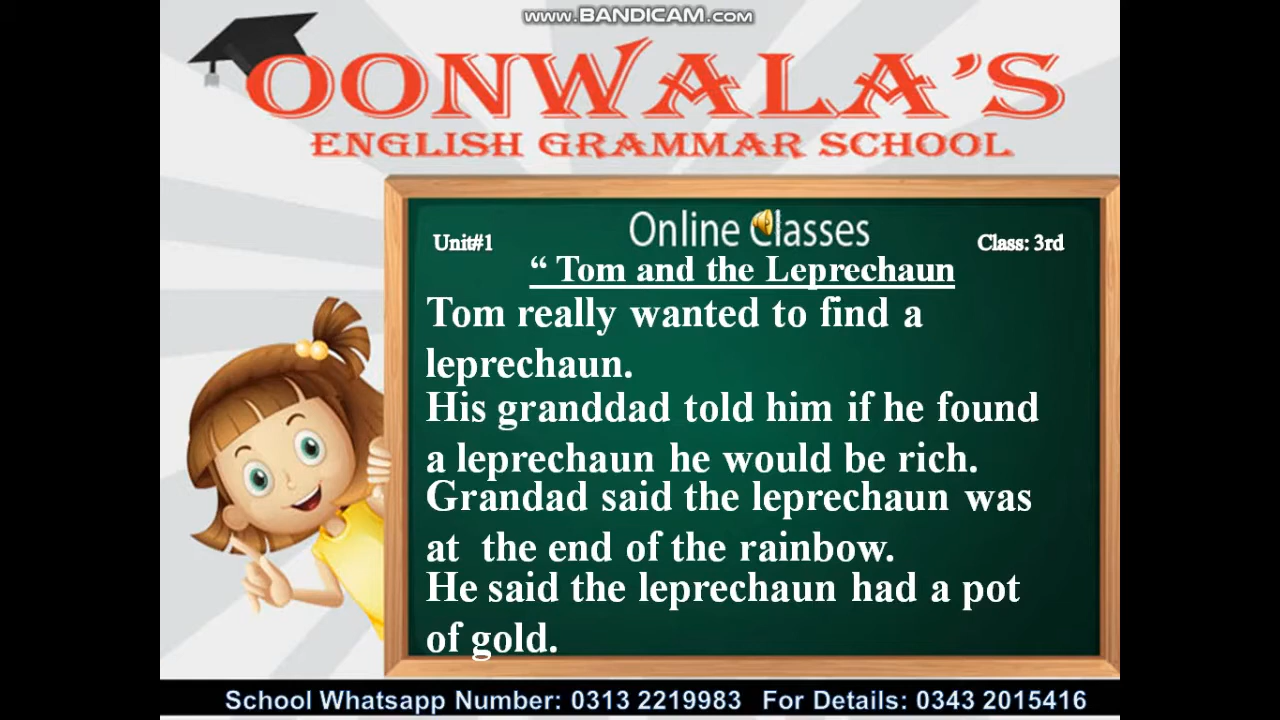 www.BANDICAM.com
OONWALA'S
ENGLISH GRAMMAR SCHOOL
Online Classes
Unit#1
Class: 3rd
“ Tom and the Leprechaun
Tom really wanted to find a
leprechaun.
His granddad told him if he found
a leprechaun he would be rich.
Grandad said the leprechaun was
at  the end of the rainbow.
He said the leprechaun had a pot
of gold.
School Whatsapp Number: 0313 2219983   For Details: 0343 2015416